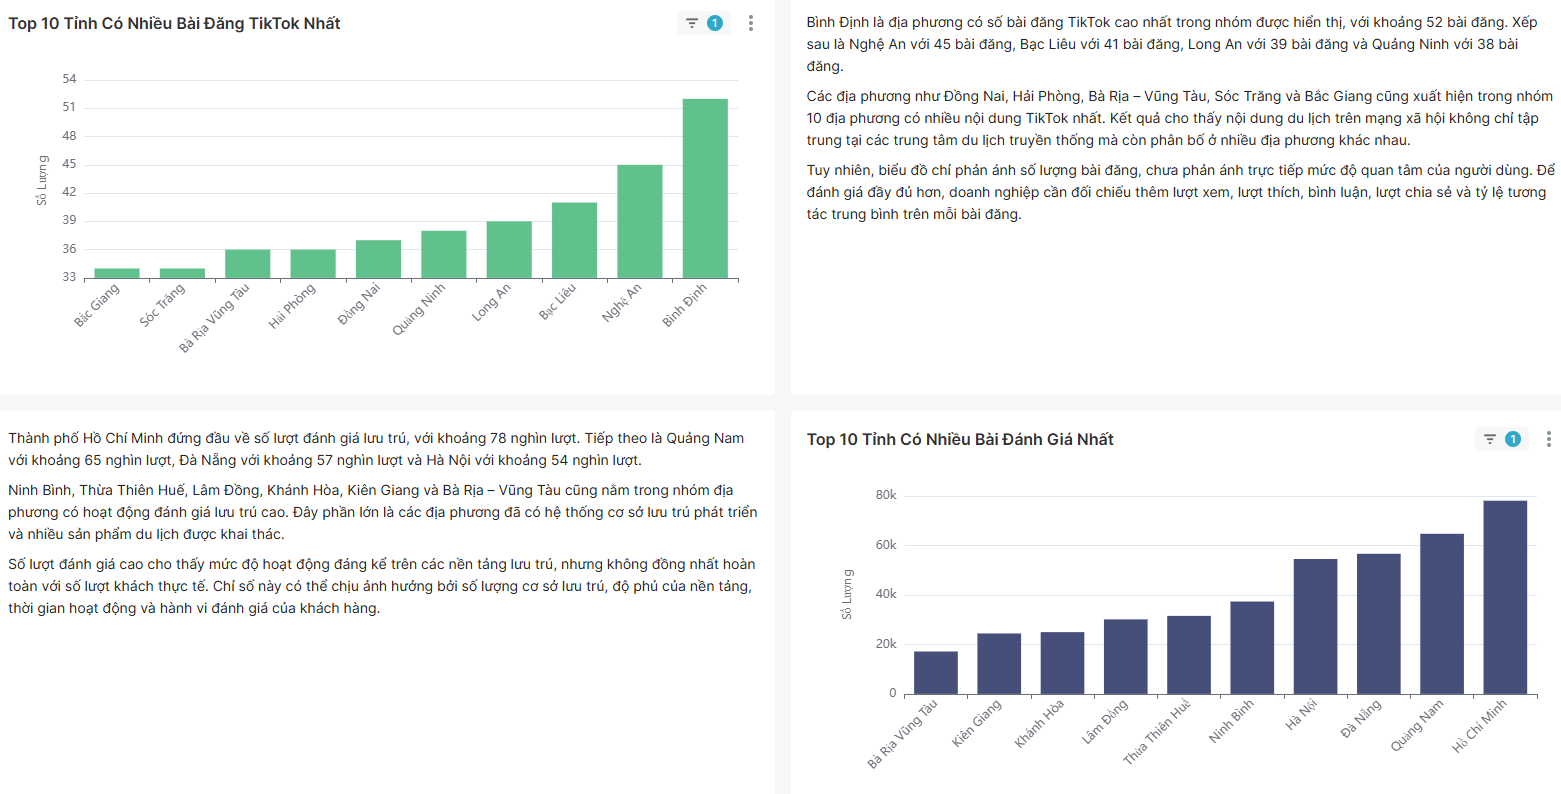 Top 10 Tỉnh Có Nhiều Bài Đăng TikTok Nhất
1
54
51
48
45
42
39
36
33
Số Lượng
Bắc Giang
Sóc Trăng
Bà Rịa Vũng Tàu
Hải Phòng
Đồng Nai
Quảng Ninh
Long An
Bạc Liêu
Nghệ An
Bình Định
Bình Định là địa phương có số bài đăng TikTok cao nhất trong nhóm được hiển thị, với khoảng 52 bài đăng. Xếp
sau là Nghệ An với 45 bài đăng, Bạc Liêu với 41 bài đăng, Long An với 39 bài đăng và Quảng Ninh với 38 bài
đăng.
Các địa phương như Đồng Nai, Hải Phòng, Bà Rịa – Vũng Tàu, Sóc Trăng và Bắc Giang cũng xuất hiện trong nhóm
10 địa phương có nhiều nội dung TikTok nhất. Kết quả cho thấy nội dung du lịch trên mạng xã hội không chỉ tập
trung tại các trung tâm du lịch truyền thống mà còn phân bố ở nhiều địa phương khác nhau.
Tuy nhiên, biểu đồ chỉ phản ánh số lượng bài đăng, chưa phản ánh trực tiếp mức độ quan tâm của người dùng. Để
đánh giá đầy đủ hơn, doanh nghiệp cần đối chiếu thêm lượt xem, lượt thích, bình luận, lượt chia sẻ và tỷ lệ tương
tác trung bình trên mỗi bài đăng.
Thành phố Hồ Chí Minh đứng đầu về số lượt đánh giá lưu trú, với khoảng 78 nghìn lượt. Tiếp theo là Quảng Nam
với khoảng 65 nghìn lượt, Đà Nẵng với khoảng 57 nghìn lượt và Hà Nội với khoảng 54 nghìn lượt.
Ninh Bình, Thừa Thiên Huế, Lâm Đồng, Khánh Hòa, Kiên Giang và Bà Rịa – Vũng Tàu cũng nằm trong nhóm địa
phương có hoạt động đánh giá lưu trú cao. Đây phần lớn là các địa phương đã có hệ thống cơ sở lưu trú phát triển
và nhiều sản phẩm du lịch được khai thác.
Số lượt đánh giá cao cho thấy mức độ hoạt động đáng kể trên các nền tảng lưu trú, nhưng không đồng nhất hoàn
toàn với số lượt khách thực tế. Chỉ số này có thể chịu ảnh hưởng bởi số lượng cơ sở lưu trú, độ phủ của nền tảng,
thời gian hoạt động và hành vi đánh giá của khách hàng.
Top 10 Tỉnh Có Nhiều Bài Đánh Giá Nhất
1
80k
60k
40k
20k
0
Số Lượng
Bà Rịa Vũng Tàu
Kiên Giang
Khánh Hòa
Lâm Đồng
Thừa Thiên Huế
Ninh Bình
Hà Nội
Đà Nẵng
Quảng Nam
Hồ Chí Minh